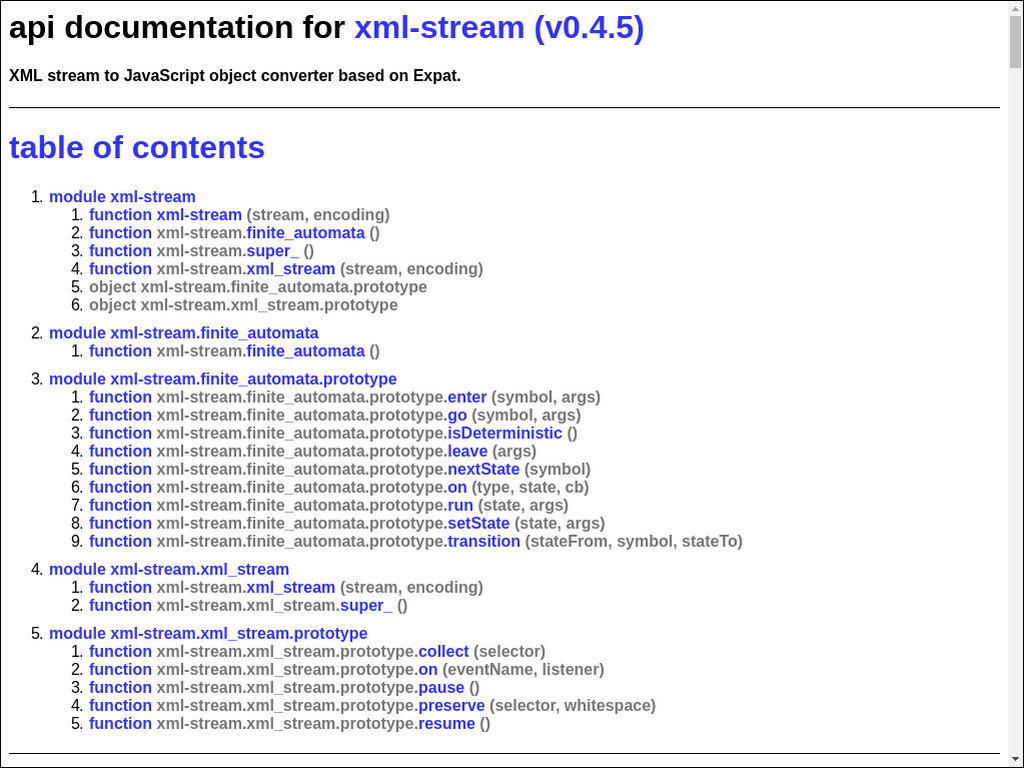 api documentation for xml-stream (v0.4.5)
XML stream to JavaScript object converter based on Expat.
table of contents
1. module xml-stream
1. function xml-stream (stream, encoding)
2. function xml-stream.finite_automata ()
3. function xml-stream.super_ ()
4. function xml-stream.xml_stream (stream, encoding)
5. object xml-stream.finite_automata.prototype
6. object xml-stream.xml_stream.prototype
2. module xml-stream.finite_automata
1. function xml-stream.finite_automata ()
3. module xml-stream.finite_automata.prototype
1. function xml-stream.finite_automata.prototype.enter (symbol, args)
2. function xml-stream.finite_automata.prototype.go (symbol, args)
3. function xml-stream.finite_automata.prototype.isDeterministic ()
4. function xml-stream.finite_automata.prototype.leave (args)
5. function xml-stream.finite_automata.prototype.nextState (symbol)
6. function xml-stream.finite_automata.prototype.on (type, state, cb)
7. function xml-stream.finite_automata.prototype.run (state, args)
8. function xml-stream.finite_automata.prototype.setState (state, args)
9. function xml-stream.finite_automata.prototype.transition (stateFrom, symbol, stateTo)
4. module xml-stream.xml_stream
1. function xml-stream.xml_stream (stream, encoding)
2. function xml-stream.xml_stream.super_ ()
5. module xml-stream.xml_stream.prototype
1. function xml-stream.xml_stream.prototype.collect (selector)
2. function xml-stream.xml_stream.prototype.on (eventName, listener)
3. function xml-stream.xml_stream.prototype.pause ()
4. function xml-stream.xml_stream.prototype.preserve (selector, whitespace)
5. function xml-stream.xml_stream.prototype.resume ()